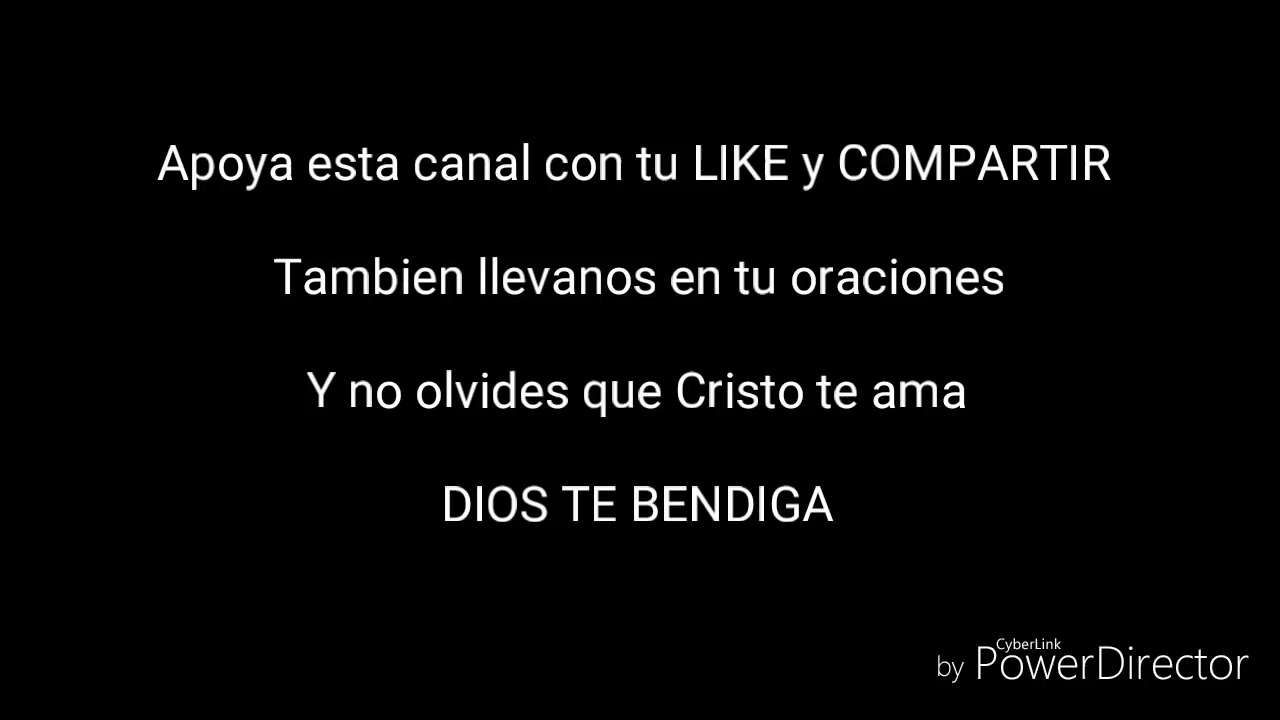 Apoya esta canal con tu LIKE y COMPARTIR
Tambien llevanos en tu oraciones
Y no olvides que Cristo te ama
DIOS TE BENDIGA
CyberLink
by PowerDirector